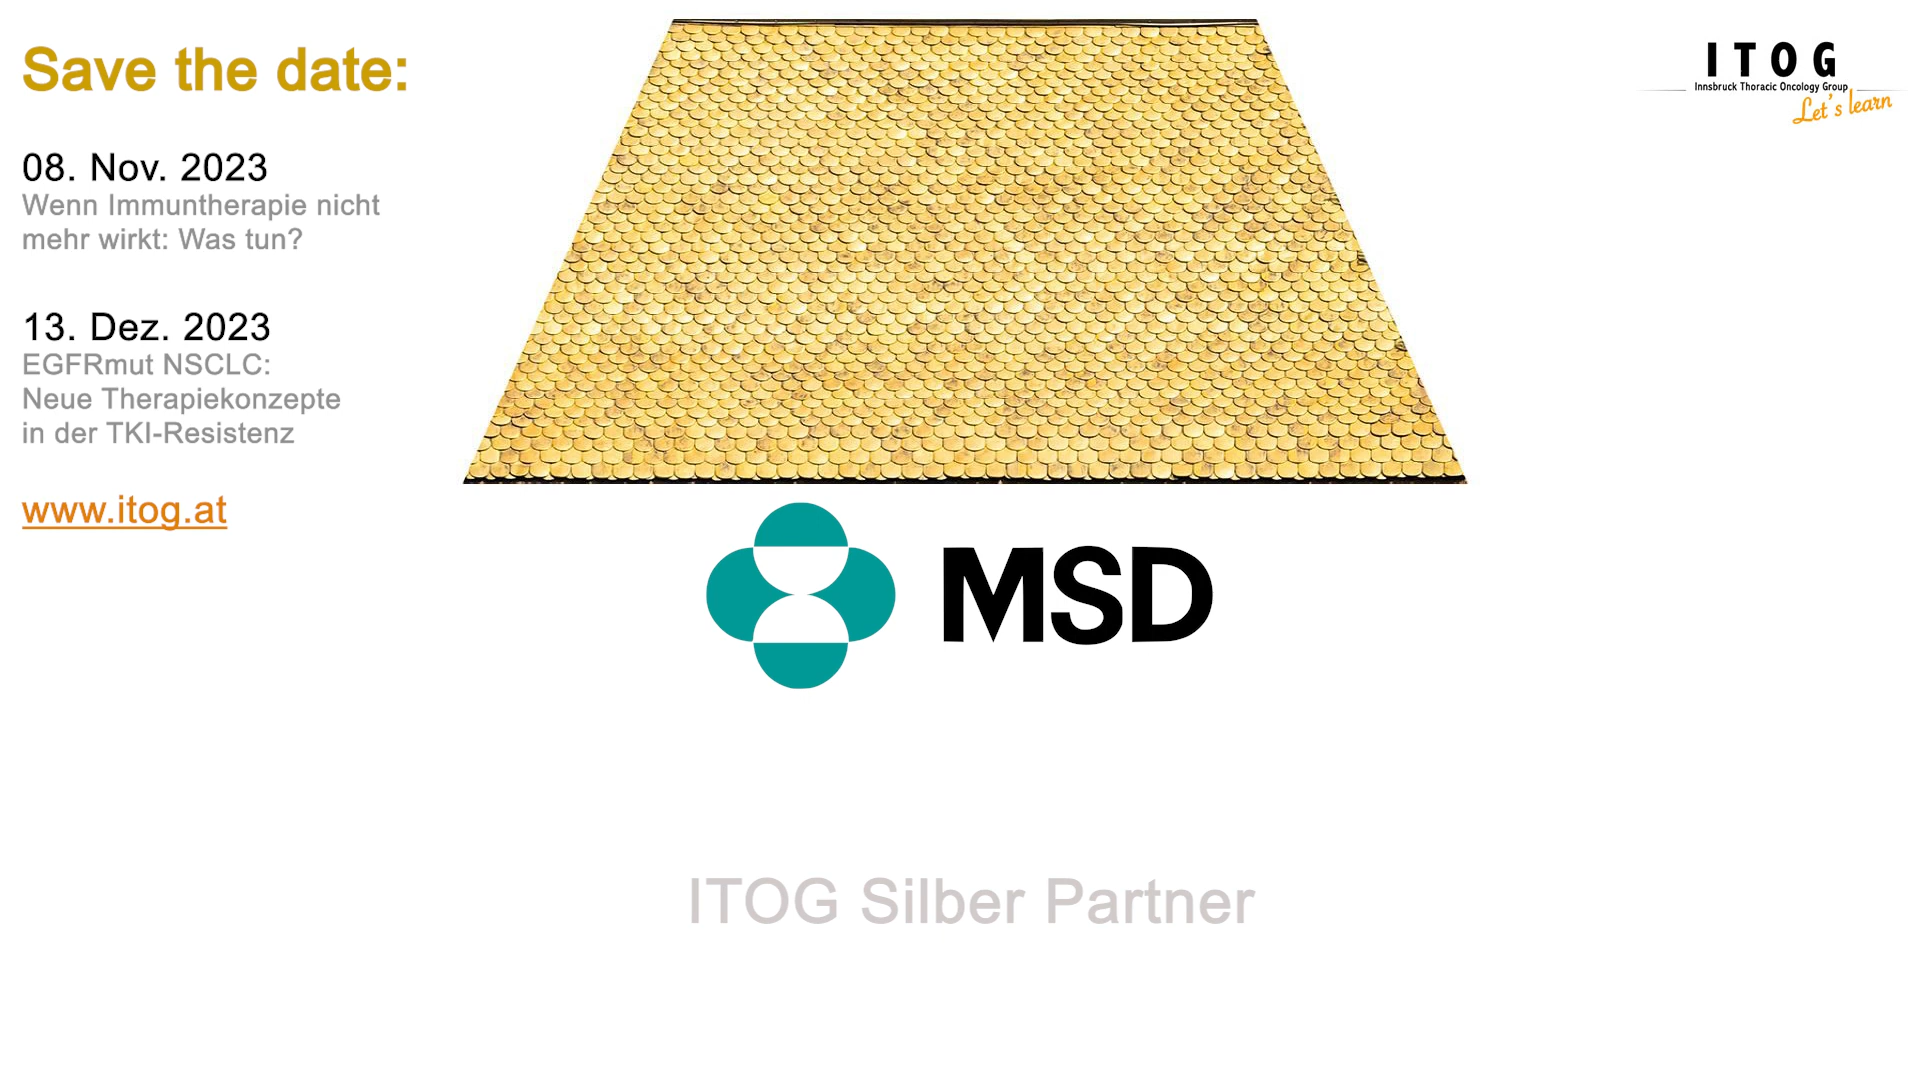 Save the date:
08. Nov. 2023
Wenn Immuntherapie nicht
mehr wirkt: Was tun?
13. Dez. 2023
EGFRmut NSCLC:
Neue Therapiekonzepte
in der TKI-Resistenz
www.itog.at
ITOG
Innsbruck Thoracic Oncology Group
Let's learn
MSD
ITOG Silber Partner